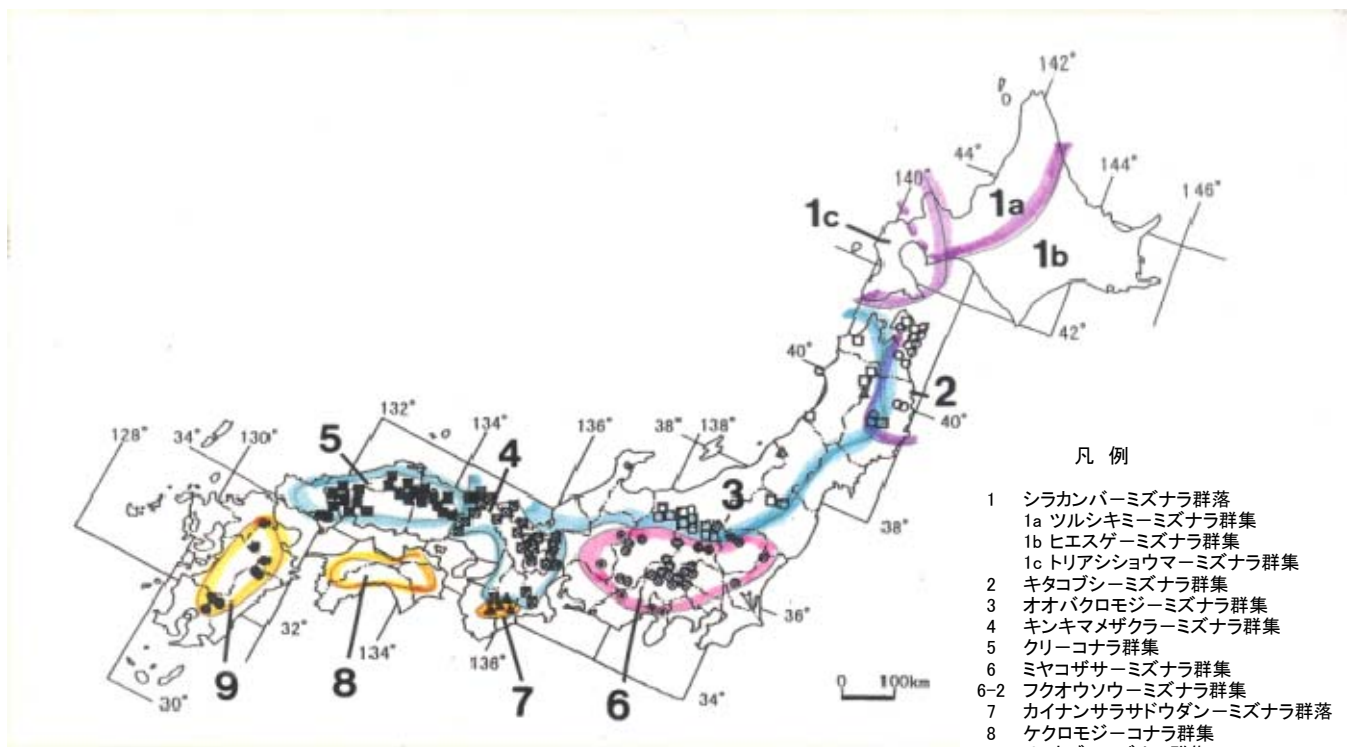 142°
44°
144°
140°
146°
1a
1c
1b
42°
40°
2
40°
132°
134°
136°
38°
138°
128°
34°
130°
5
4
3
38°
凡 例
1 シラカンバーミズナラ群落
1a ツルシキミーミズナラ群集
1b ヒエスゲーミズナラ群集
1c トリアシショウマーミズナラ群集
2 キタコブシーミズナラ群集
3 オオバクロモジーミズナラ群集
4 キンキマメザクラーミズナラ群集
5 クリーコナラ群集
6 ミヤコザサーミズナラ群集
6-2 フクオウソウーミズナラ群集
7 カイナンサラサドウダンーミズナラ群落
8 ケクロモジーコナラ群集
36°
32°
134°
136°
34°
30°
9
8
7
6
0 100km